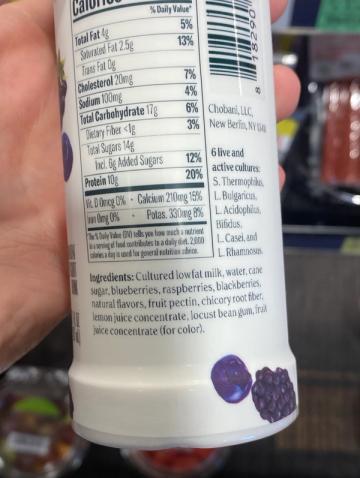 Calories
% Daily Value*
Total Fat 4g 5%
Saturated Fat 2.5g 13%
Trans Fat 0g
Cholesterol 20mg 7%
Sodium 100mg 4%
Total Carbohydrate 17g 6%
Dietary Fiber <1g 3%
Total Sugars 14g
Incl. 6g Added Sugars 12%
Protein 10g 20%
Vit. D 0mcg 0% • Calcium 210mg 15%
Iron 0mg 0% • Potas. 330mg 8%
*The % Daily Value (DV) tells you how much a nutrient
in a serving of food contributes to a daily diet. 2,000
calories a day is used for general nutrition advice.
8 18290
Chobani, LLC,
New Berlin, NY
6 live and
active cultures:
S. Thermophilus,
L. Bulgaricus,
L. Acidophilus,
Bifidus,
L. Casei, and
L. Rhamnosus.
Ingredients: Cultured lowfat milk, water, cane
sugar, blueberries, raspberries, blackberries,
natural flavors, fruit pectin, chicory root fiber,
lemon juice concentrate, locust bean gum, fruit
juice concentrate (for color).